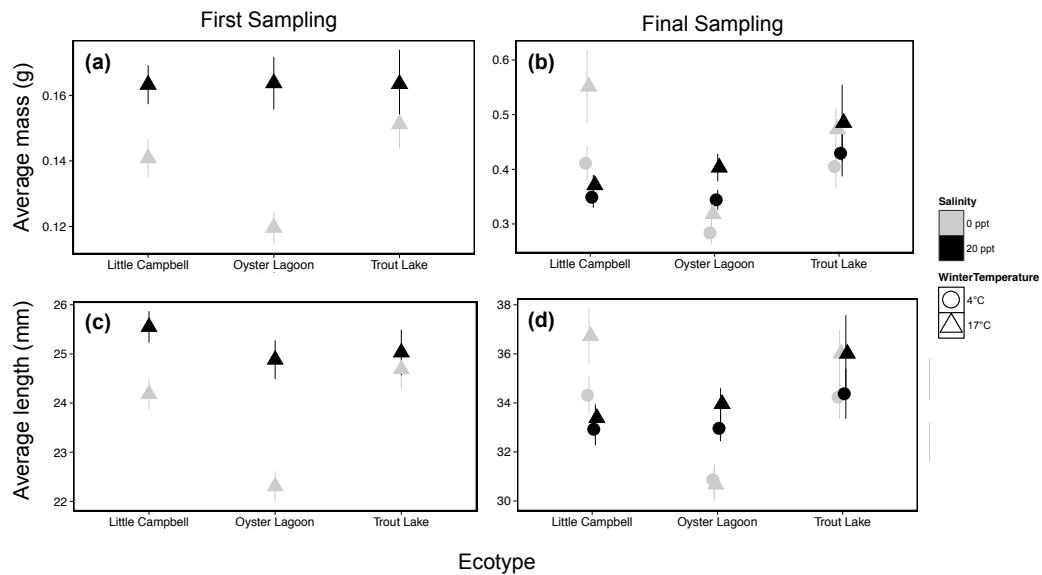 First Sampling
Final Sampling
Average mass (g)
(a)
0.16
0.14
0.12
Little Campbell
Oyster Lagoon
Trout Lake
(b)
0.6
0.5
0.4
0.3
Little Campbell
Oyster Lagoon
Trout Lake
Average length (mm)
(c)
26
25
24
23
22
Little Campbell
Oyster Lagoon
Trout Lake
(d)
38
36
34
32
30
Little Campbell
Oyster Lagoon
Trout Lake
Ecotype
Salinity
0 ppt
20 ppt
WinterTemperature
4°C
17°C